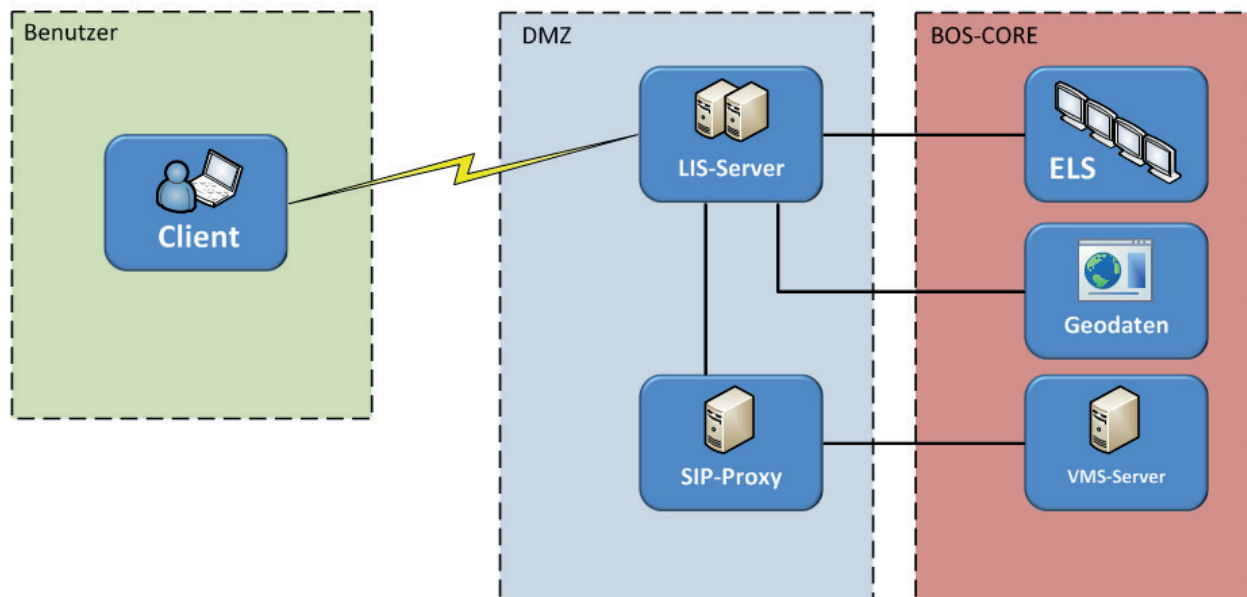 Benutzer
Client
DMZ
LIS-Server
SIP-Proxy
BOS-CORE
ELS
Geodaten
VMS-Server